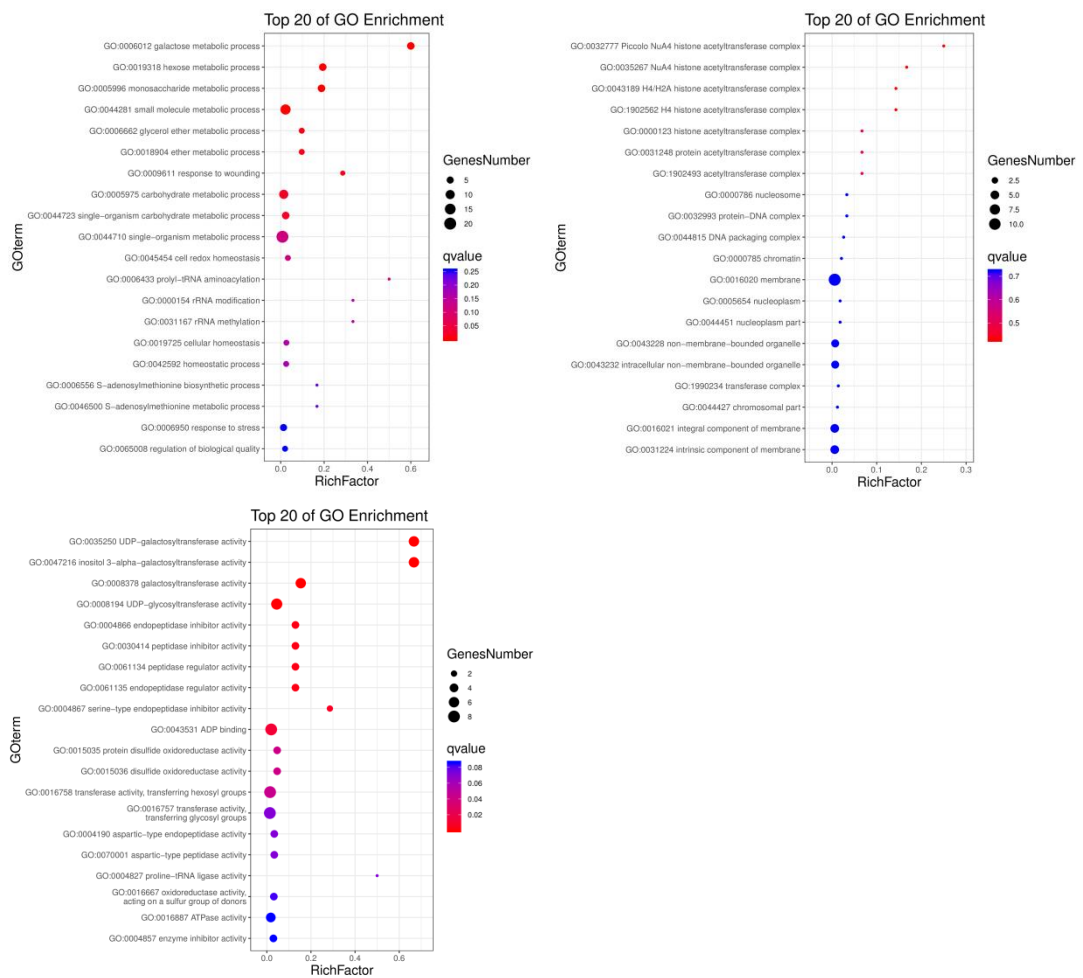 Top 20 of GO Enrichment
GOterm
GO:0006012 galactose metabolic process
GO:0019318 hexose metabolic process
GO:0005996 monosaccharide metabolic process
GO:0044281 small molecule metabolic process
GO:0006662 glycerol ether metabolic process
GO:0018904 ether metabolic process
GO:0009611 response to wounding
GO:0005975 carbohydrate metabolic process
GO:0044723 single−organism carbohydrate metabolic process
GO:0044710 single−organism metabolic process
GO:0045454 cell redox homeostasis
GO:0006433 prolyl−tRNA aminoacylation
GO:0000154 rRNA modification
GO:0031167 rRNA methylation
GO:0019725 cellular homeostasis
GO:0042592 homeostatic process
GO:0006556 S−adenosylmethionine biosynthetic process
GO:0046500 S−adenosylmethionine metabolic process
GO:0006950 response to stress
GO:0065008 regulation of biological quality
0.0 0.2 0.4 0.6
RichFactor
GenesNumber
5
10
15
20
qvalue
0.25
0.20
0.15
0.10
0.05
Top 20 of GO Enrichment
GOterm
GO:0032777 Piccolo NuA4 histone acetyltransferase complex
GO:0035267 NuA4 histone acetyltransferase complex
GO:0043189 H4/H2A histone acetyltransferase complex
GO:1902562 H4 histone acetyltransferase complex
GO:0000123 histone acetyltransferase complex
GO:0031248 protein acetyltransferase complex
GO:1902493 acetyltransferase complex
GO:0000786 nucleosome
GO:0032993 protein−DNA complex
GO:0044815 DNA packaging complex
GO:0000785 chromatin
GO:0016020 membrane
GO:0005654 nucleoplasm
GO:0044451 nucleoplasm part
GO:0043228 non−membrane−bounded organelle
GO:0043232 intracellular non−membrane−bounded organelle
GO:1990234 transferase complex
GO:0044427 chromosomal part
GO:0016021 integral component of membrane
GO:0031224 intrinsic component of membrane
0.0 0.1 0.2 0.3
RichFactor
GenesNumber
2.5
5.0
7.5
10.0
qvalue
0.7
0.6
0.5
Top 20 of GO Enrichment
GOterm
GO:0035250 UDP−galactosyltransferase activity
GO:0047216 inositol 3−alpha−galactosyltransferase activity
GO:0008378 galactosyltransferase activity
GO:0008194 UDP−glycosyltransferase activity
GO:0004866 endopeptidase inhibitor activity
GO:0030414 peptidase inhibitor activity
GO:0061134 peptidase regulator activity
GO:0061135 endopeptidase regulator activity
GO:0004867 serine−type endopeptidase inhibitor activity
GO:0043531 ADP binding
GO:0015035 protein disulfide oxidoreductase activity
GO:0015036 disulfide oxidoreductase activity
GO:0016758 transferase activity, transferring hexosyl groups
GO:0016757 transferase activity,
transferring glycosyl groups
GO:0004190 aspartic−type endopeptidase activity
GO:0070001 aspartic−type peptidase activity
GO:0004827 proline−tRNA ligase activity
GO:0016667 oxidoreductase activity,
acting on a sulfur group of donors
GO:0016887 ATPase activity
GO:0004857 enzyme inhibitor activity
0.0 0.2 0.4 0.6
RichFactor
GenesNumber
2
4
6
8
qvalue
0.08
0.06
0.04
0.02